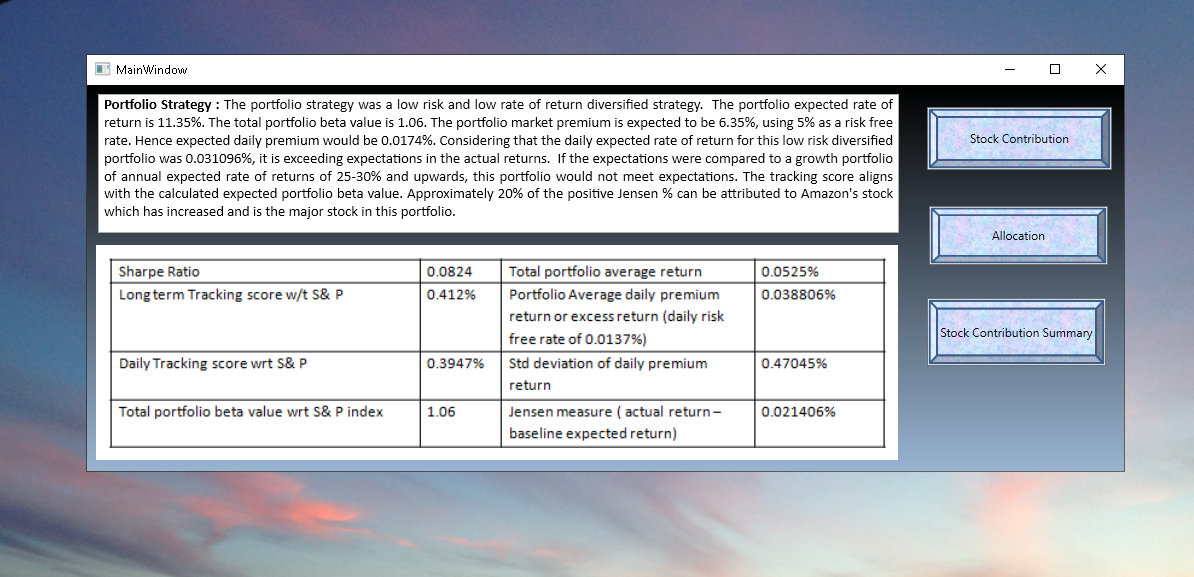 MainWindow
Portfolio Strategy : The portfolio strategy was a low risk and low rate of return diversified strategy. The portfolio expected rate of
return is 11.35%. The total portfolio beta value is 1.06. The portfolio market premium is expected to be 6.35%, using 5% as a risk free
rate. Hence expected daily premium would be 0.0174%. Considering that the daily expected rate of return for this low risk diversified
portfolio was 0.031096%, it is exceeding expectations in the actual returns. If the expectations were compared to a growth portfolio
of annual expected rate of returns of 25-30% and upwards, this portfolio would not meet expectations. The tracking score aligns
with the calculated expected portfolio beta value. Approximately 20% of the positive Jensen % can be attributed to Amazon's stock
which has increased and is the major stock in this portfolio.
Stock Contribution
Allocation
Stock Contribution Summary
Sharpe Ratio 0.0824 Total portfolio average return 0.0525%
Long term Tracking score w/t S& P 0.412% Portfolio Average daily premium 0.038806%
return or excess return (daily risk
free rate of 0.0137%)
Daily Tracking score wrt S& P 0.3947% Std deviation of daily premium 0.47045%
return
Total portfolio beta value wrt S& P index 1.06 Jensen measure ( actual return – 0.021406%
baseline expected return)